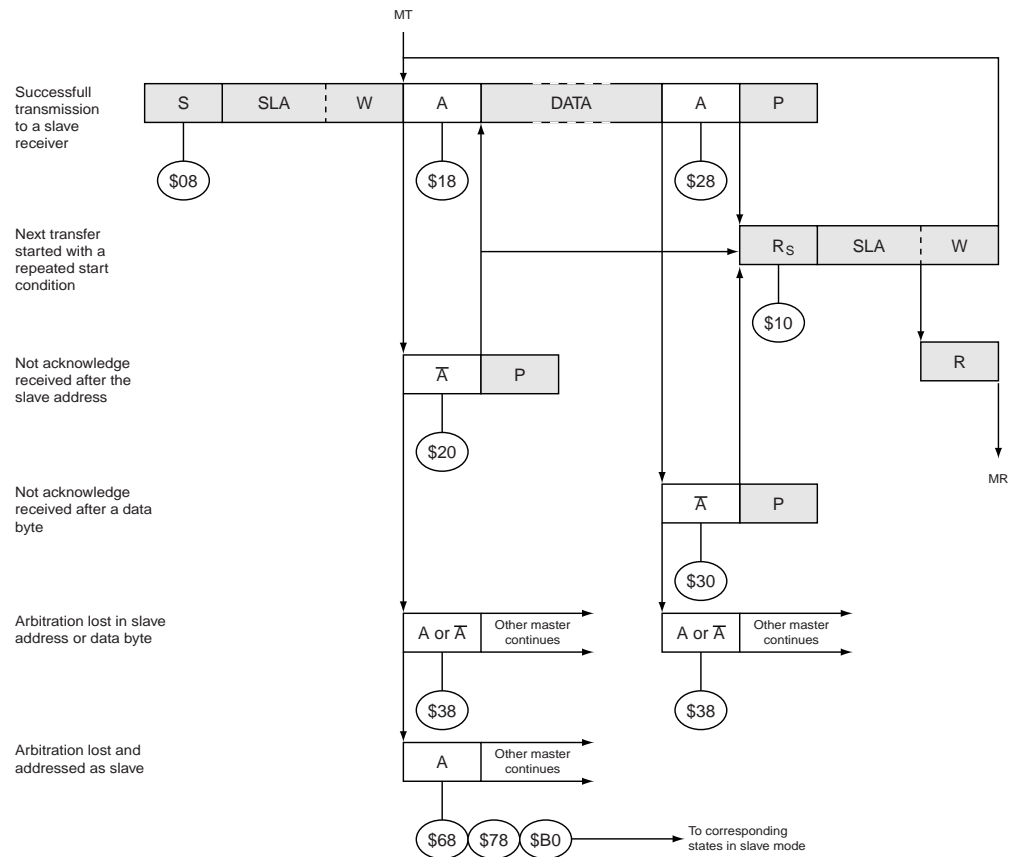 MT
Successfull
transmission
to a slave
receiver
S SLA W A DATA A P
$08 $18 $28
Next transfer
started with a
repeated start
condition
RS SLA W
$10
Not acknowledge
received after the
slave address
A̅ P
R
$20
MR
Not acknowledge
received after a data
byte
A̅ P
$30
Arbitration lost in slave
address or data byte
A or A̅
Other master
continues
A or A̅
Other master
continues
$38 $38
Arbitration lost and
addressed as slave
A
Other master
continues
$68 $78 $B0
To corresponding
states in slave mode